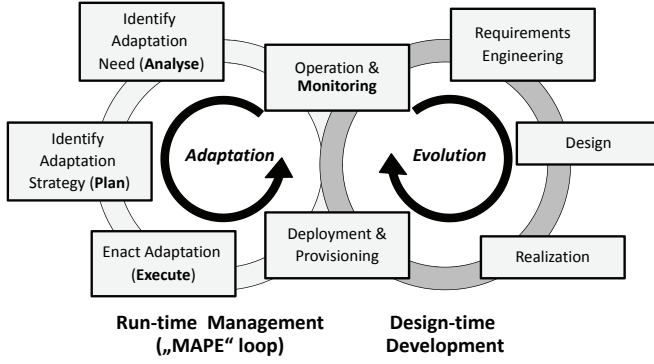 Identify
Adaptation
Need (Analyse)
Operation &
Monitoring
Requirements
Engineering
Identify
Adaptation
Strategy (Plan)
Adaptation
Evolution
Design
Enact Adaptation
(Execute)
Deployment &
Provisioning
Realization
Run-time Management
(„MAPE“ loop)
Design-time
Development